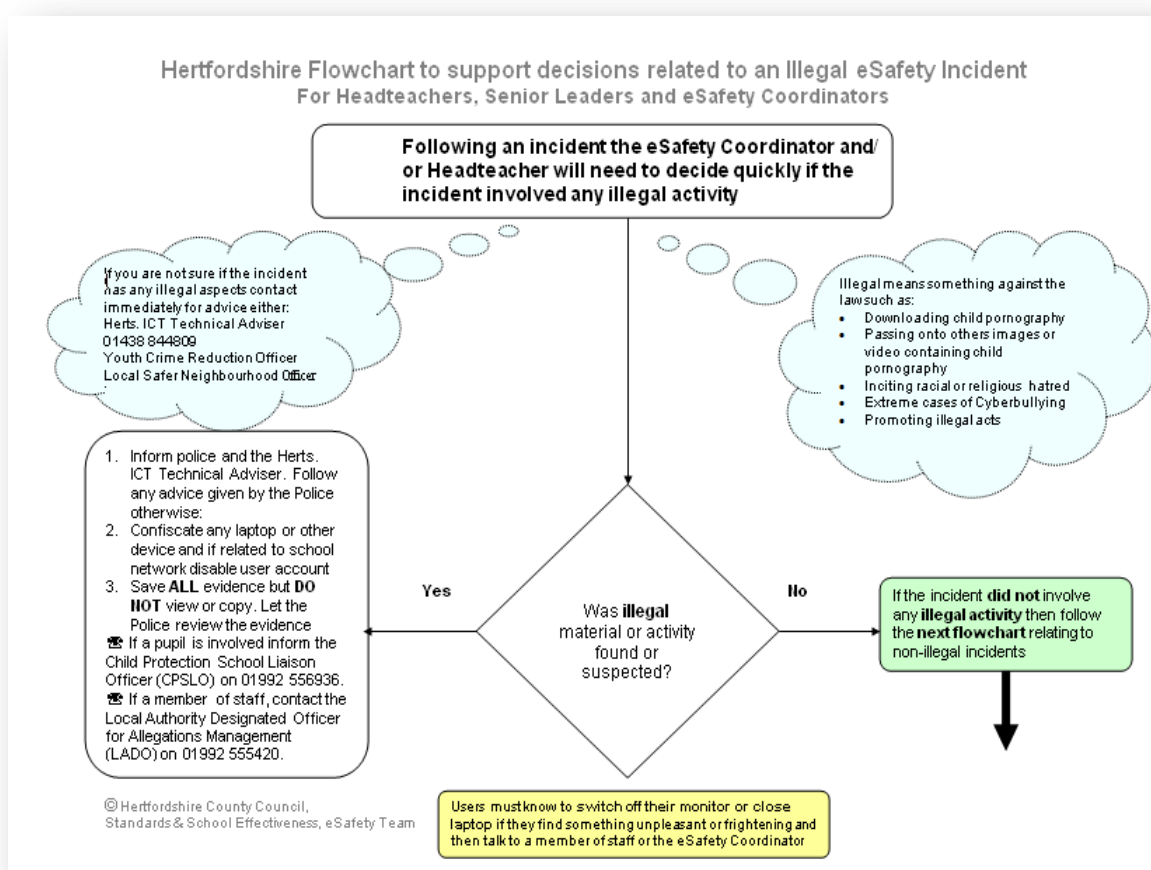 Hertfordshire Flowchart to support decisions related to an Illegal eSafety Incident
For Headteachers, Senior Leaders and eSafety Coordinators
Following an incident the eSafety Coordinator and/
or Headteacher will need to decide quickly if the
incident involved any illegal activity
If you are not sure if the incident
has any illegal aspects contact
immediately for advice either:
Herts. ICT Technical Adviser
01438 844809
Youth Crime Reduction Officer
Local Safer Neighbourhood Officer
:
Illegal means something against the
law such as:
• Downloading child pornography
• Passing onto others images or
video containing child
pornography
• Inciting racial or religious hatred
• Extreme cases of Cyberbullying
• Promoting illegal acts
1. Inform police and the Herts.
ICT Technical Adviser. Follow
any advice given by the Police
otherwise:
2. Confiscate any laptop or other
device and if related to school
network disable user account
3. Save ALL evidence but DO
NOT view or copy. Let the
Police review the evidence
☎ If a pupil is involved inform the
Child Protection School Liaison
Officer (CPSLO) on 01992 556936.
☎ If a member of staff, contact the
Local Authority Designated Officer
for Allegations Management
(LADO) on 01992 555420.
Yes
Was illegal
material or activity
found or
suspected?
No
If the incident did not involve
any illegal activity then follow
the next flowchart relating to
non-illegal incidents
© Hertfordshire County Council,
Standards & School Effectiveness, eSafety Team
Users must know to switch off their monitor or close
laptop if they find something unpleasant or frightening and
then talk to a member of staff or the eSafety Coordinator